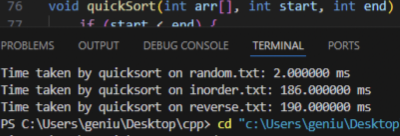 76 void quickSort(int arr[], int start, int end)
77 if (start < end) {
PROBLEMS OUTPUT DEBUG CONSOLE TERMINAL PORTS
Time taken by quicksort on random.txt: 2.000000 ms
Time taken by quicksort on inorder.txt: 186.000000 ms
Time taken by quicksort on reverse.txt: 190.000000 ms
PS C:\Users\geniu\Desktop\cpp> cd "c:\Users\geniu\Desktop